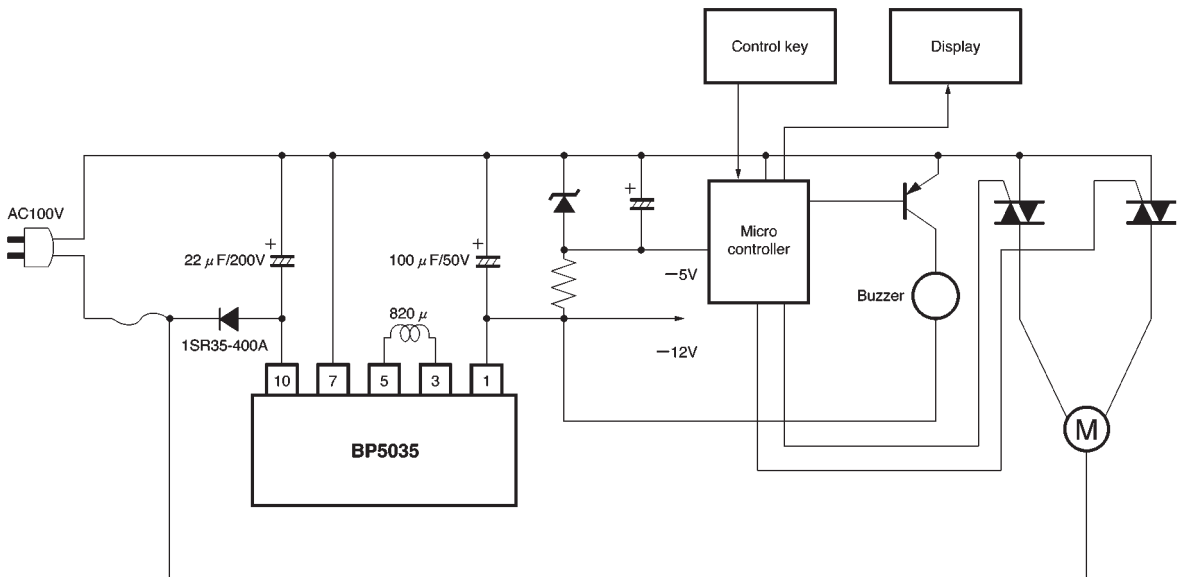 Control key
Display
AC100V
+
+
+
22 μF/200V
100 μF/50V
Micro
controller
−5V
Buzzer
820 μ
1SR35-400A
−12V
10
7
5
3
1
BP5035
M